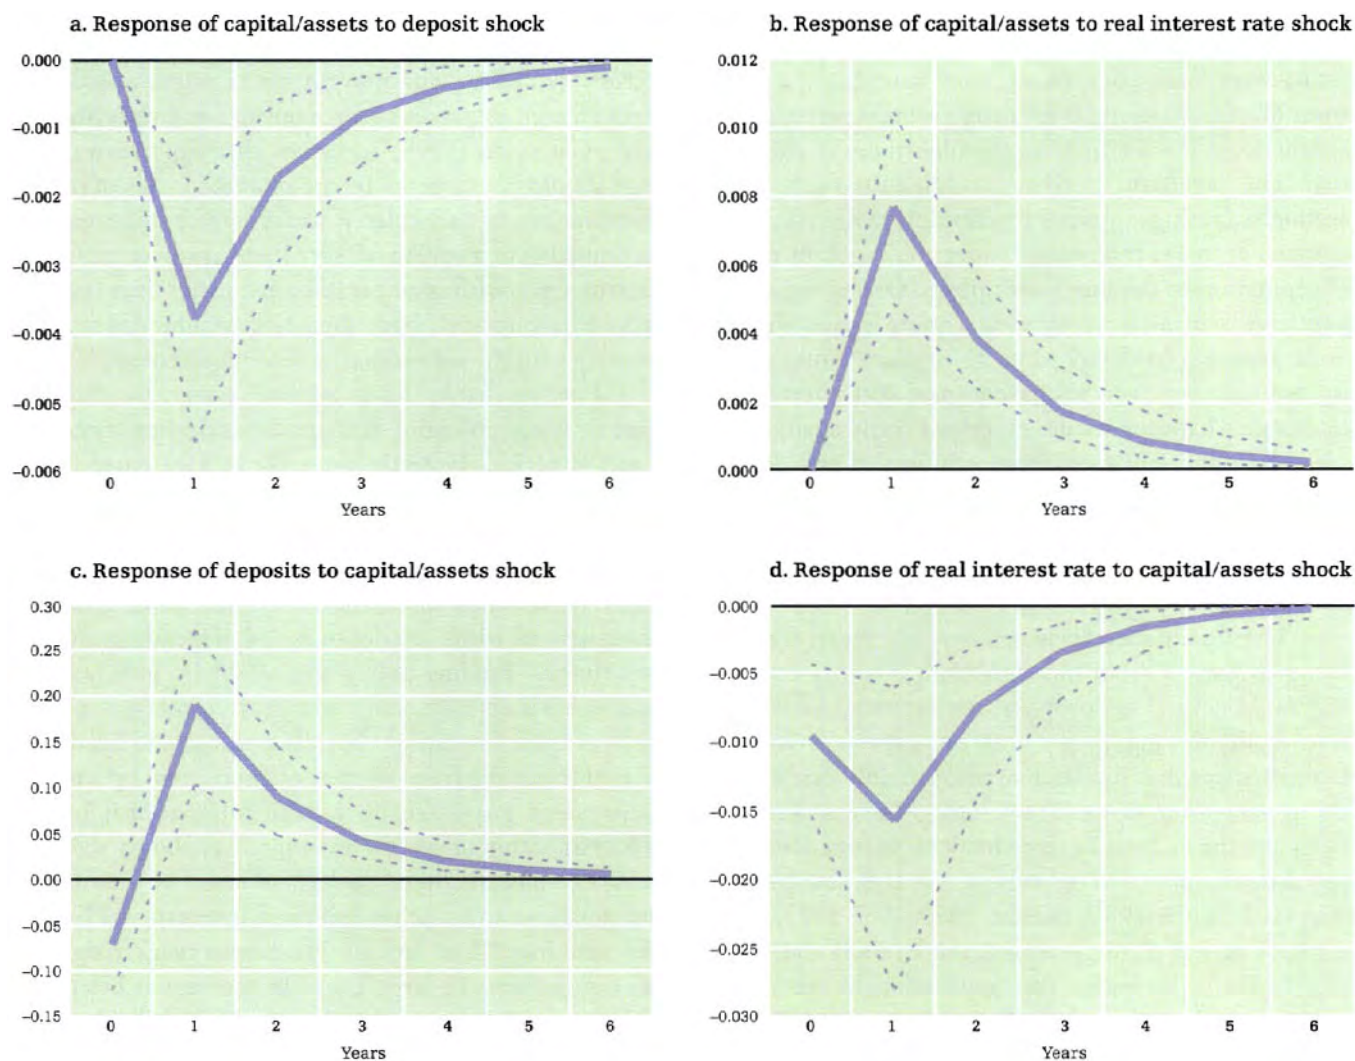 a. Response of capital/assets to deposit shock
0.000
−0.001
−0.002
−0.003
−0.004
−0.005
−0.006
0 1 2 3 4 5 6
Years
b. Response of capital/assets to real interest rate shock
0.012
0.010
0.008
0.006
0.004
0.002
0.000
0 1 2 3 4 5 6
Years
c. Response of deposits to capital/assets shock
0.30
0.25
0.20
0.15
0.10
0.05
0.00
−0.05
−0.10
−0.15
0 1 2 3 4 5 6
Years
d. Response of real interest rate to capital/assets shock
0.000
−0.005
−0.010
−0.015
−0.020
−0.025
−0.030
0 1 2 3 4 5 6
Years